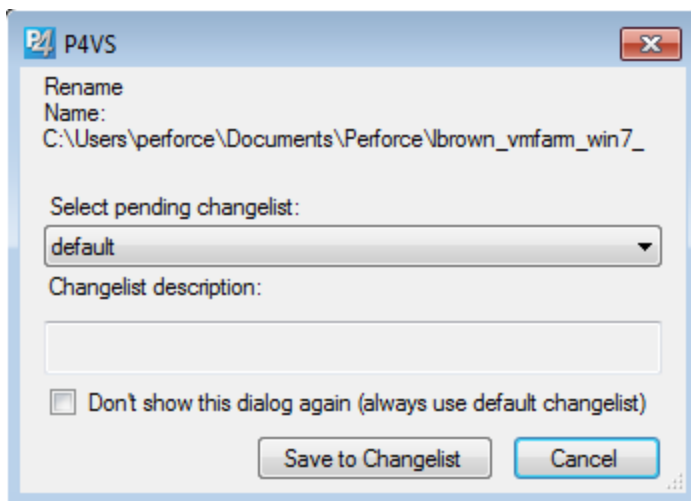 P4 P4VS
Rename
Name:
C:\Users\perforce\Documents\Perforce\lbrown_vmfarm_win7_
Select pending changelist:
default
Changelist description:
Don't show this dialog again (always use default changelist)
Save to Changelist Cancel